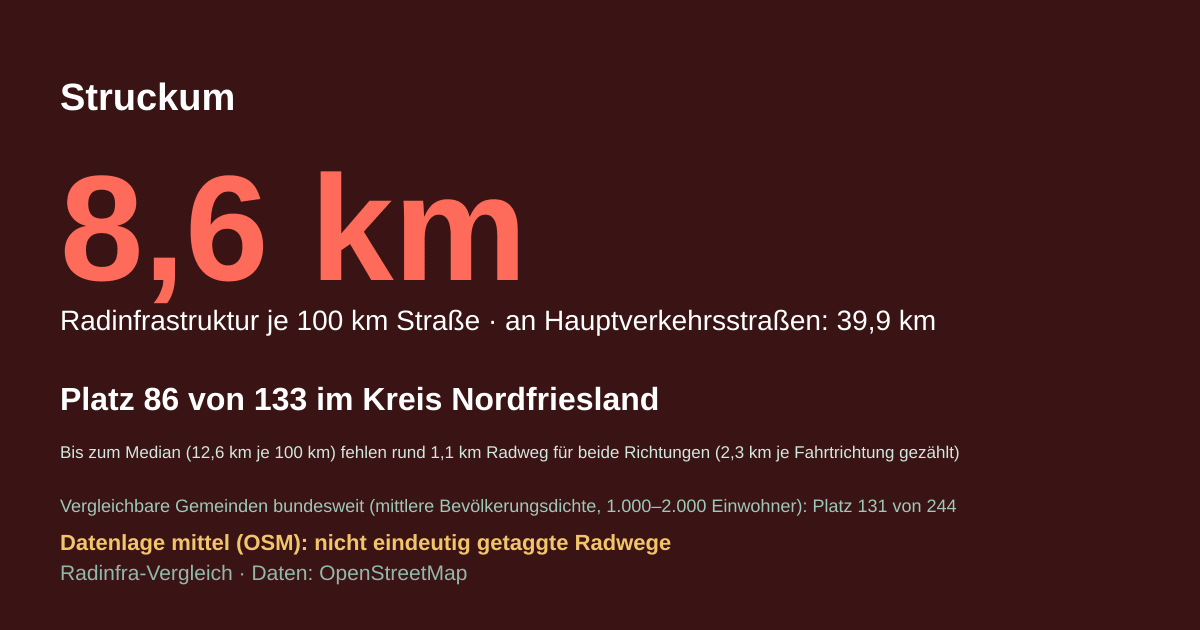 Struckum
8,6 km
Radinfrastruktur je 100 km Straße · an Hauptverkehrsstraßen: 39,9 km
Platz 86 von 133 im Kreis Nordfriesland
Bis zum Median (12,6 km je 100 km) fehlen rund 1,1 km Radweg für beide Richtungen (2,3 km je Fahrtrichtung gezählt)
Vergleichbare Gemeinden bundesweit (mittlere Bevölkerungsdichte, 1.000–2.000 Einwohner): Platz 131 von 244
Datenlage mittel (OSM): nicht eindeutig getaggte Radwege
Radinfra-Vergleich · Daten: OpenStreetMap